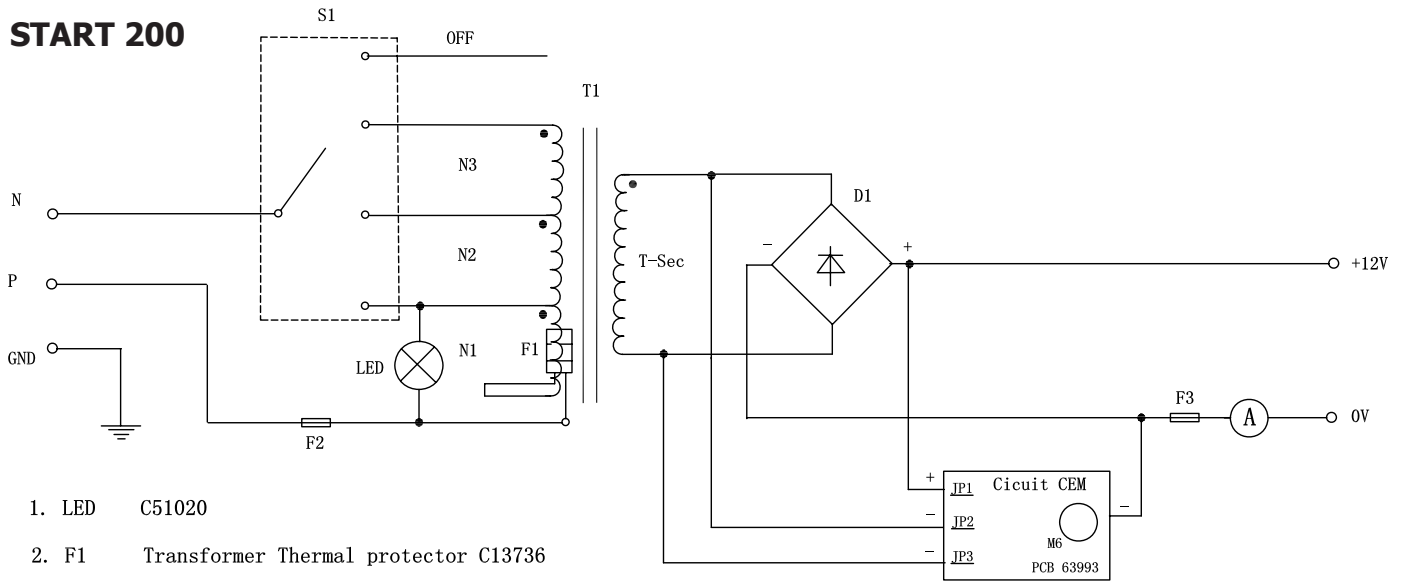 START 200
S1
OFF
T1
N3
D1
N
N2
T-Sec
−
+
+12V
P
GND
LED
N1
F1
F3
A
0V
F2
+
JP1
Cicuit CEM
−
JP2
−
M6
−
JP3
PCB 63993
1. LED C51020
2. F1 Transformer Thermal protector C13736